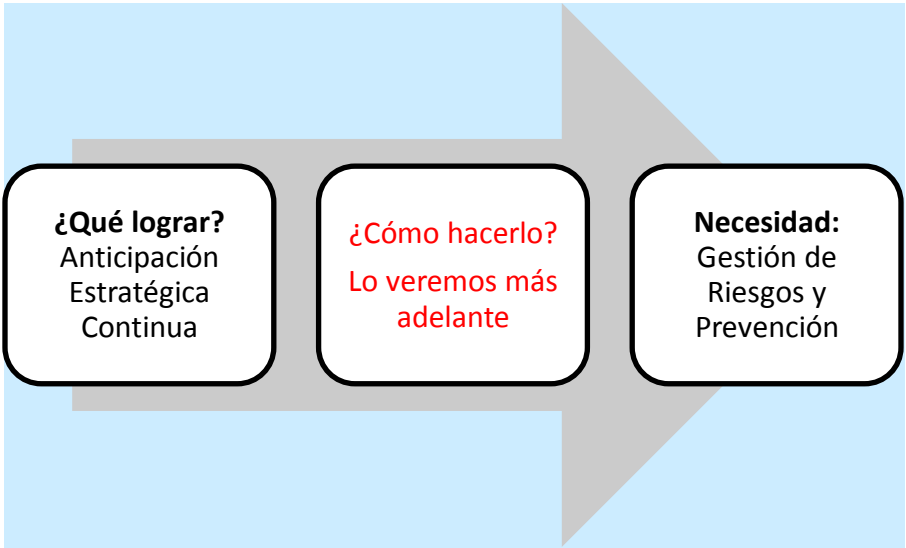 ¿Qué lograr?
Anticipación
Estratégica
Continua
¿Cómo hacerlo?
Lo veremos más
adelante
Necesidad:
Gestión de
Riesgos y
Prevención